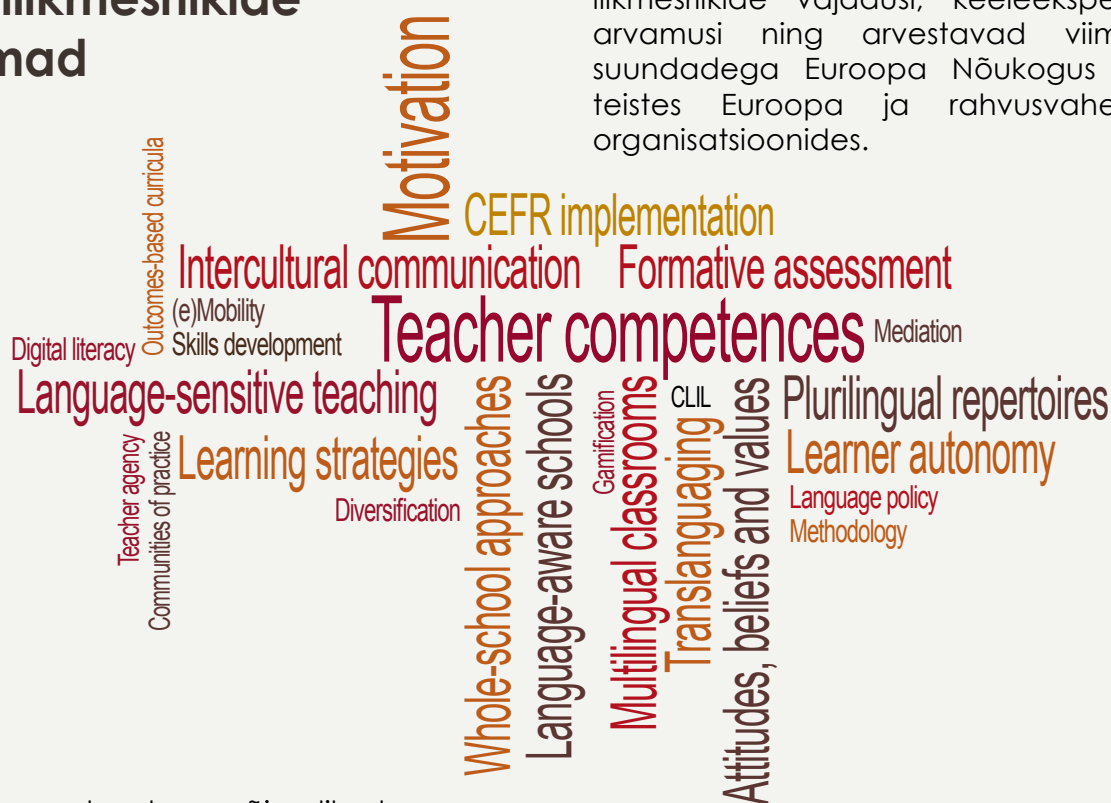 liikmesriikide
arvamusi ning arvestavad
suundadega Euroopa Nõukogus
teistes Euroopa ja
organisatsioonides.
Motivation
CEFR implementation
Outcomes-based curricula
Intercultural communication
Formative assessment
(e)Mobility
Teacher competences
Mediation
Digital literacy
Skills development
Language-sensitive teaching
Whole-school approaches
Language-aware schools
Gamification
Multilingual classrooms
CLIL
Translanguaging
Attitudes, beliefs and values
Plurilingual repertoires
Teacher agency
Communities of practice
Learning strategies
Learner autonomy
Diversification
Language policy
Methodology